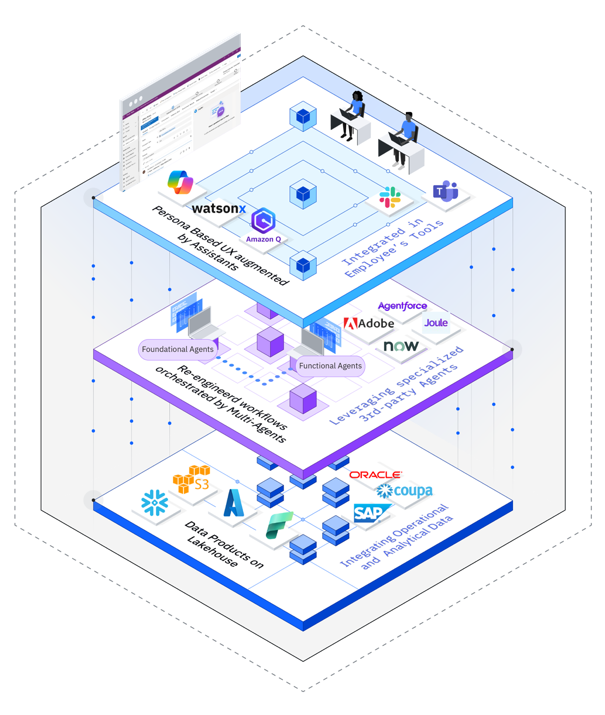 watsonx
Amazon Q
Persona Based UX augmented
by Assistants
Integrated in
Employee's Tools
Agentforce
Adobe
Joule
now
Foundational Agents
Functional Agents
Re-engineerd workflows
orchestrated by Multi-Agents
Leveraging specialized
3rd-party Agents
S3
ORACLE
coupa
SAP
Data Products on
Lakehouse
Integrating Operational
and Analytical Data